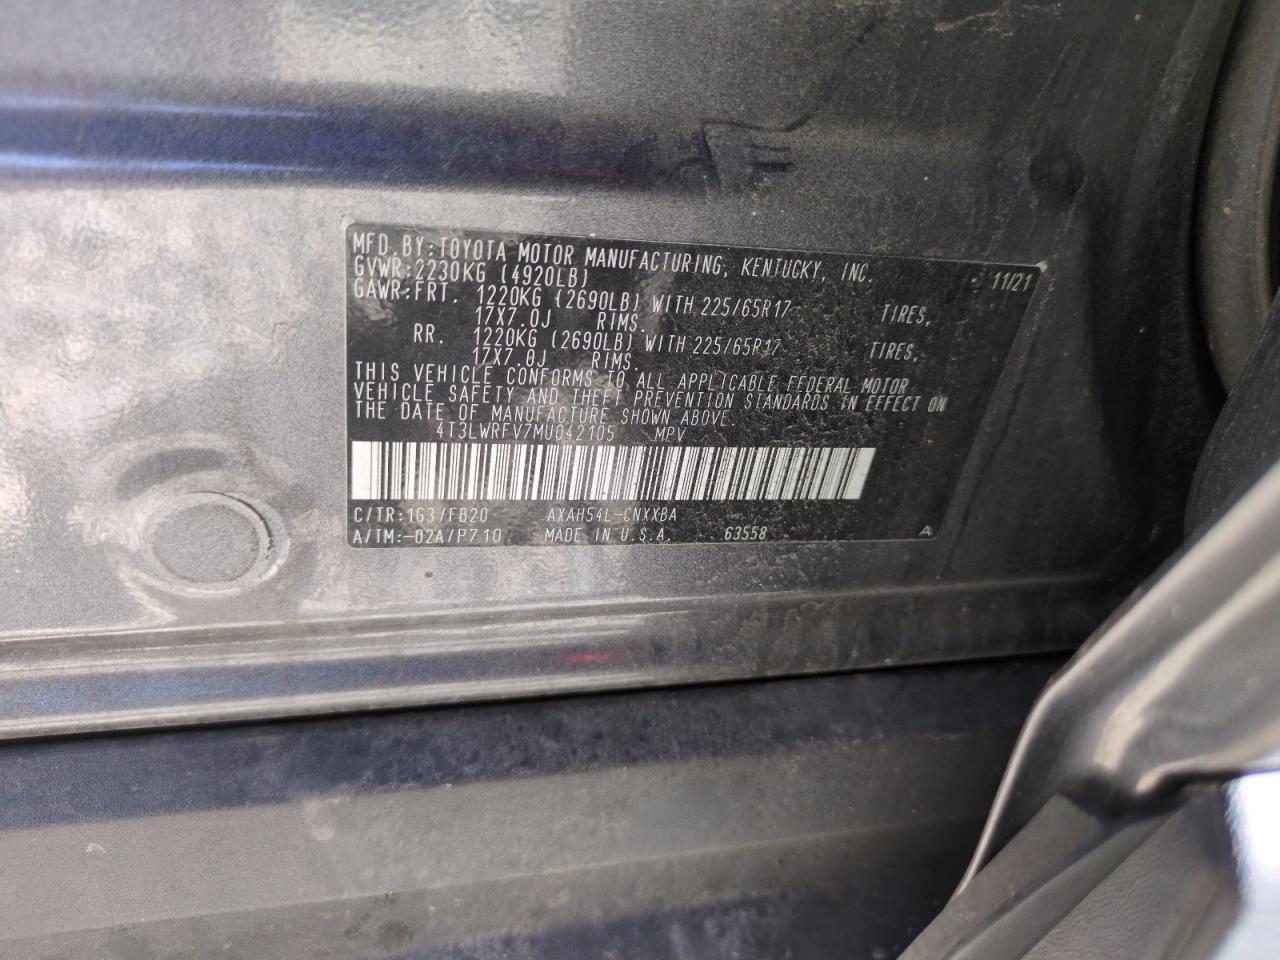 MFD. BY: TOYOTA MOTOR MANUFACTURING, KENTUCKY, INC. 11/21
GVWR: 2230KG (4920LB)
GAWR: FRT. 1220KG (2690LB) WITH 225/65R17 TIRES,
17X7.0J RIMS.
RR. 1220KG (2690LB) WITH 225/65R17 TIRES,
17X7.0J RIMS.
THIS VEHICLE CONFORMS TO ALL APPLICABLE FEDERAL MOTOR
VEHICLE SAFETY AND THEFT PREVENTION STANDARDS IN EFFECT ON
THE DATE OF MANUFACTURE SHOWN ABOVE.
4T3LWRFV7MU042105 MPV
C/TR: 1G3/FB20 AXAH54L-CNXXBA
A/TM: -02A/P710 MADE IN U.S.A. 63558 A